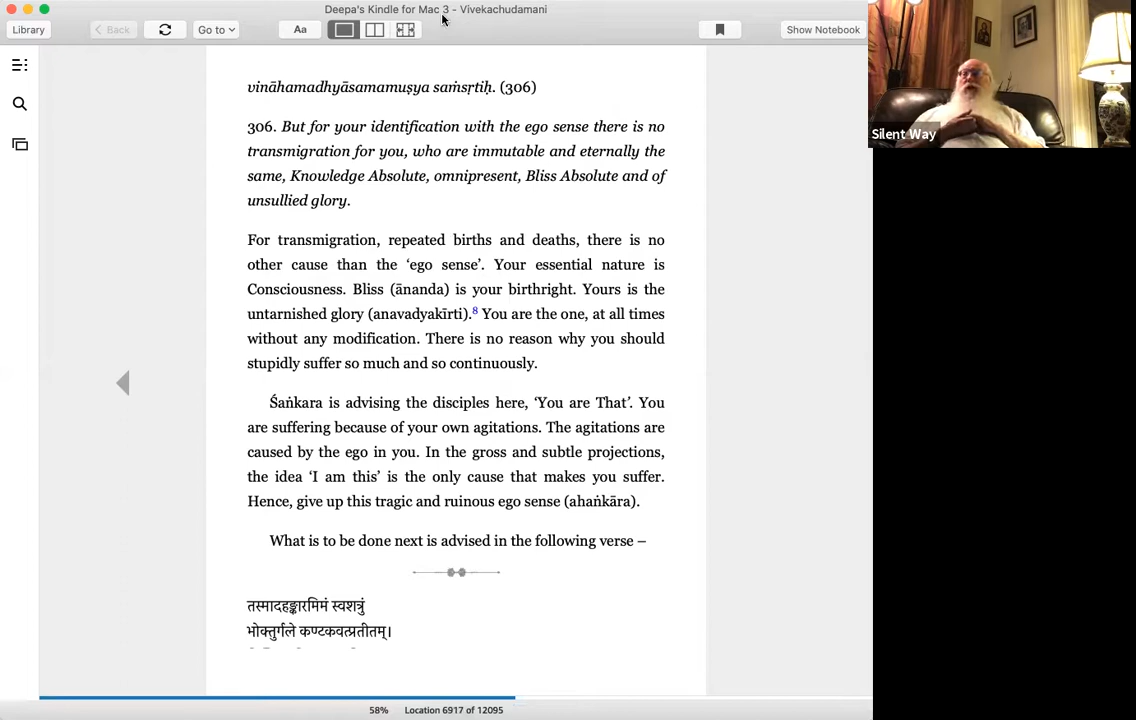 Deepa's Kindle for Mac 3 - Vivekachudamani
Library
Back
Aa
Go to
Show Notebook
Silent Way
vināhamadhyāsamamuṣya saṁsṛtiḥ. (306)
306. But for your identification with the ego sense there is no
transmigration for you, who are immutable and eternally the
same, Knowledge Absolute, omnipresent, Bliss Absolute and of
unsullied glory.
For transmigration, repeated births and deaths, there is no
other cause than the ‘ego sense’. Your essential nature is
Consciousness. Bliss (ānanda) is your birthright. Yours is the
untarnished glory (anavadyakīrti).8 You are the one, at all times
without any modification. There is no reason why you should
stupidly suffer so much and so continuously.
Śaṅkara is advising the disciples here, ‘You are That’. You
are suffering because of your own agitations. The agitations are
caused by the ego in you. In the gross and subtle projections,
the idea ‘I am this’ is the only cause that makes you suffer.
Hence, give up this tragic and ruinous ego sense (ahaṅkāra).
What is to be done next is advised in the following verse –
तस्मादहङ्कारमिमं स्वशत्रुं
भोक्तुर्गले कण्टकवत्प्रतीतम्।
58% Location 6917 of 12095